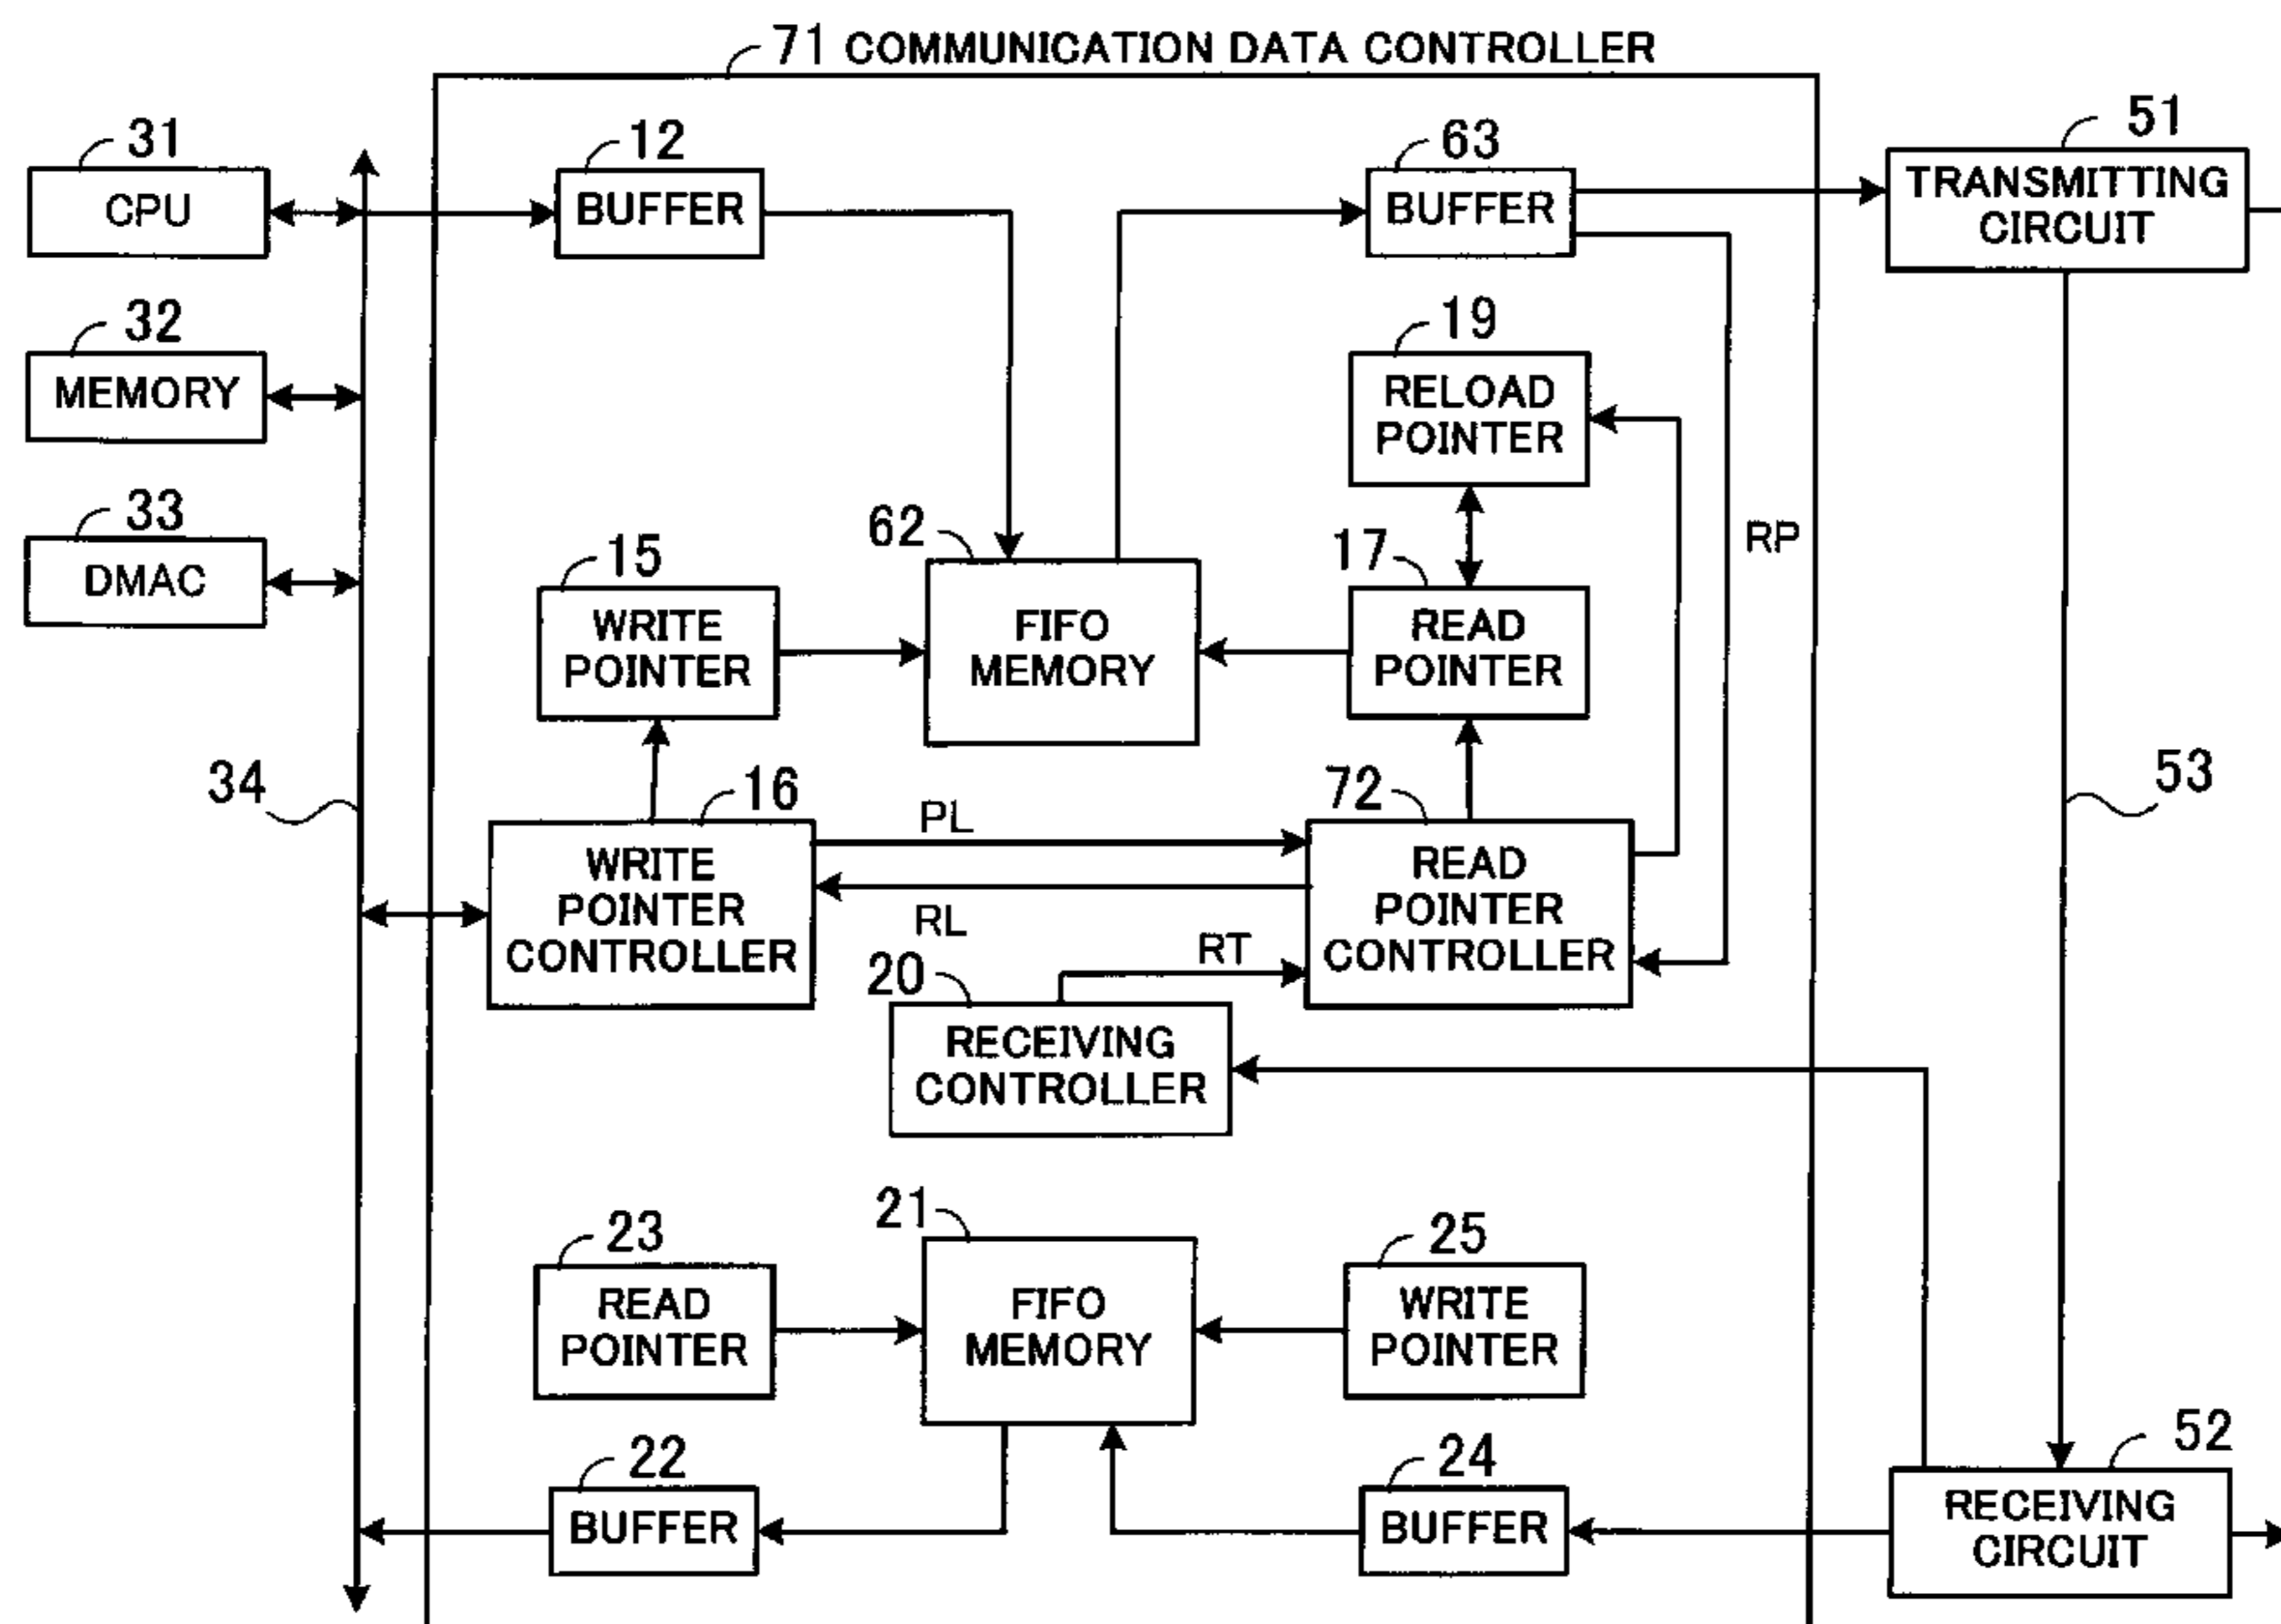 71 COMMUNICATION DATA CONTROLLER
31
CPU
12
BUFFER
63
BUFFER
51
TRANSMITTING
CIRCUIT
32
MEMORY
19
RELOAD
POINTER
33
DMAC
15
WRITE
POINTER
62
FIFO
MEMORY
17
READ
POINTER
RP
34
16
WRITE
POINTER
CONTROLLER
PL
RL
RT
72
READ
POINTER
CONTROLLER
53
20
RECEIVING
CONTROLLER
23
READ
POINTER
21
FIFO
MEMORY
25
WRITE
POINTER
22
BUFFER
24
BUFFER
52
RECEIVING
CIRCUIT